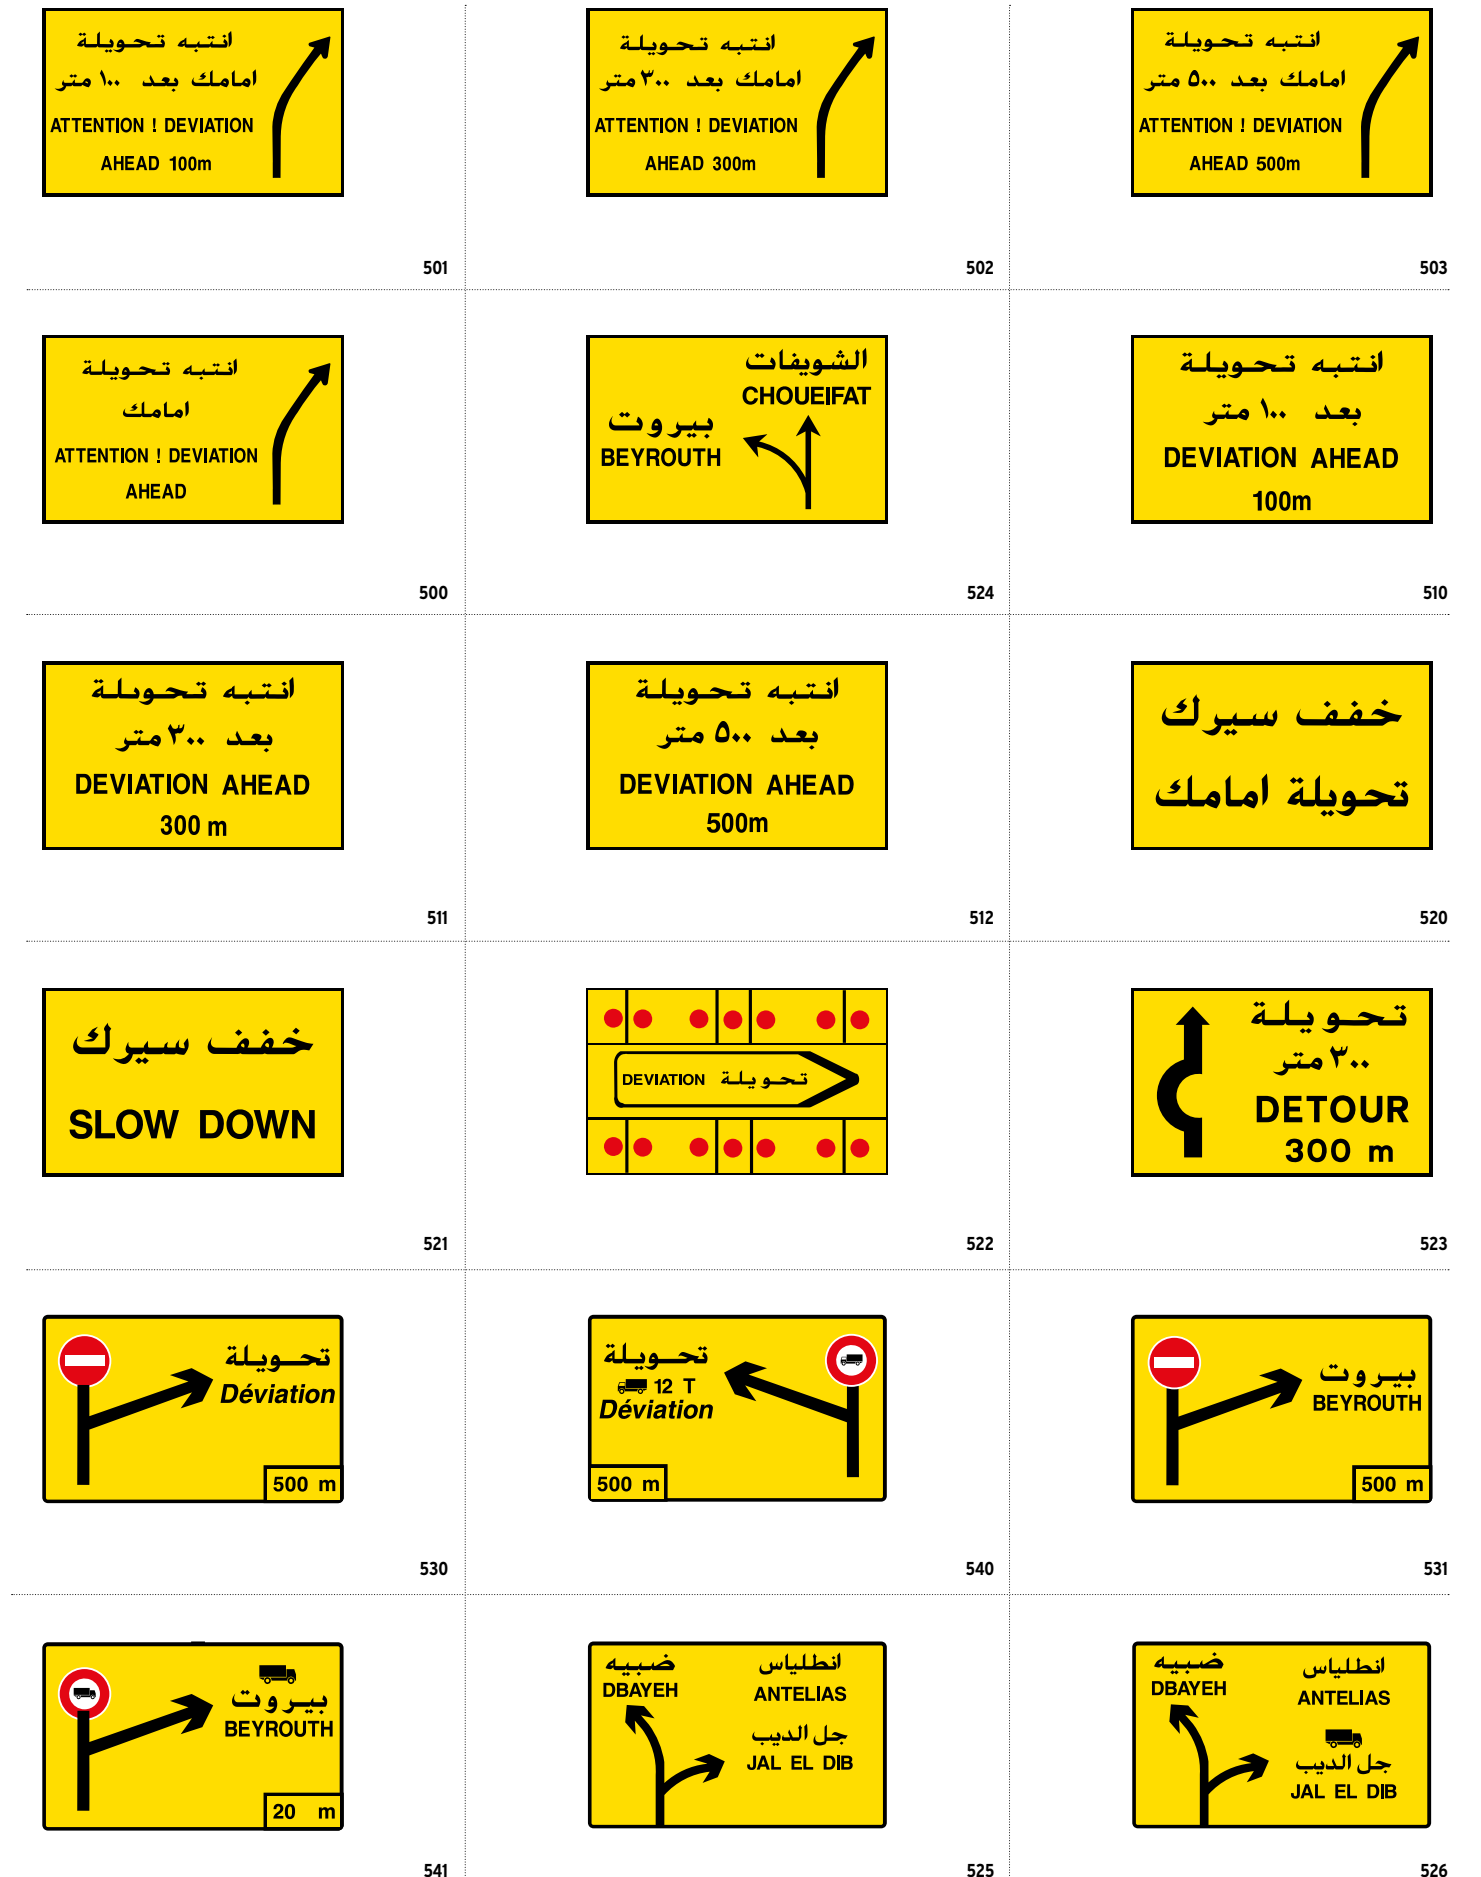 انتبه تحويلة
امامك بعد ١٠٠ متر
ATTENTION ! DEVIATION
AHEAD 100m
501
انتبه تحويلة
امامك بعد ٣٠٠ متر
ATTENTION ! DEVIATION
AHEAD 300m
502
انتبه تحويلة
امامك بعد ٥٠٠ متر
ATTENTION ! DEVIATION
AHEAD 500m
503
انتبه تحويلة
امامك
ATTENTION ! DEVIATION
AHEAD
500
الشويفات
CHOUEIFAT
بيروت
BEYROUTH
524
انتبه تحويلة
بعد ١٠٠ متر
DEVIATION AHEAD
100m
510
انتبه تحويلة
بعد ٣٠٠ متر
DEVIATION AHEAD
300 m
511
انتبه تحويلة
بعد ٥٠٠ متر
DEVIATION AHEAD
500m
512
خفف سيرك
تحويلة امامك
520
خفف سيرك
SLOW DOWN
521
DEVIATION تحويلة
522
تحويلة
٣٠٠ متر
DETOUR
300 m
523
تحويلة
Déviation
500 m
530
تحويلة
12 T
Déviation
500 m
540
بيروت
BEYROUTH
500 m
531
بيروت
BEYROUTH
20 m
541
ضبيه
DBAYEH
انطلياس
ANTELIAS
جل الديب
JAL EL DIB
525
ضبيه
DBAYEH
انطلياس
ANTELIAS
جل الديب
JAL EL DIB
526